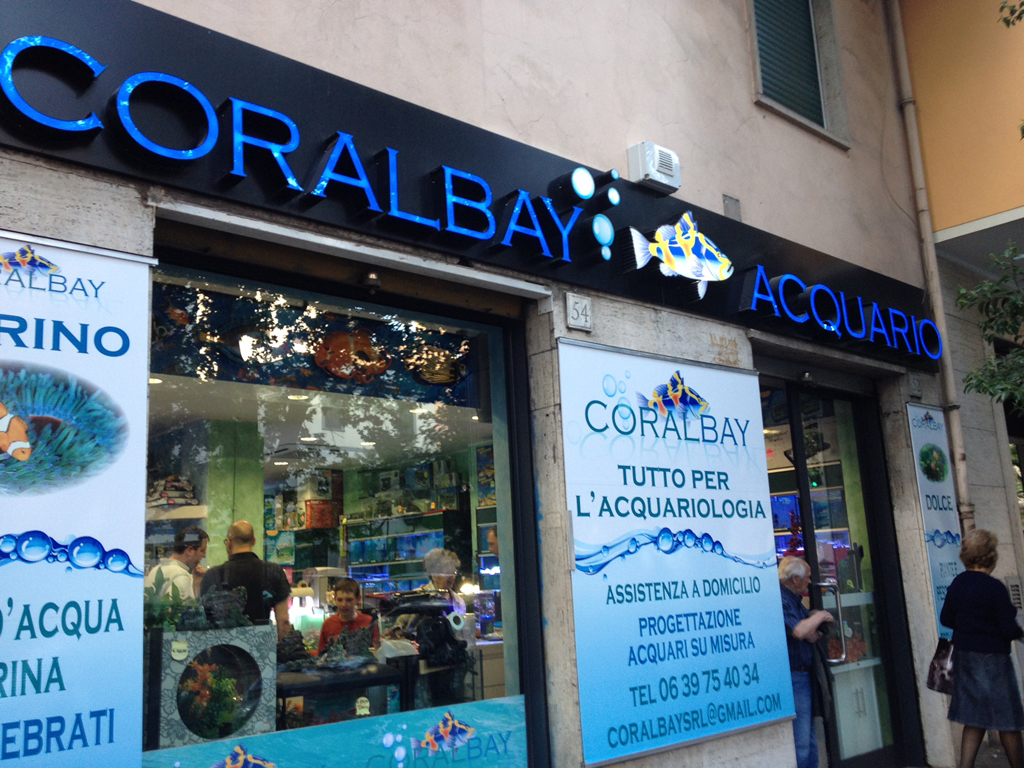 CORALBAY ACQUARIO
54
RALBAY
RINO
D'ACQUA
RINA
EBRATI
CORALBAY
TUTTO PER
L'ACQUARIOLOGIA
ASSISTENZA A DOMICILIO
PROGETTAZIONE
ACQUARI SU MISURA
TEL 06 39 75 40 34
CORALBAYSRL@GMAIL.COM
CORALBAY
CORALBAY
DOLCE